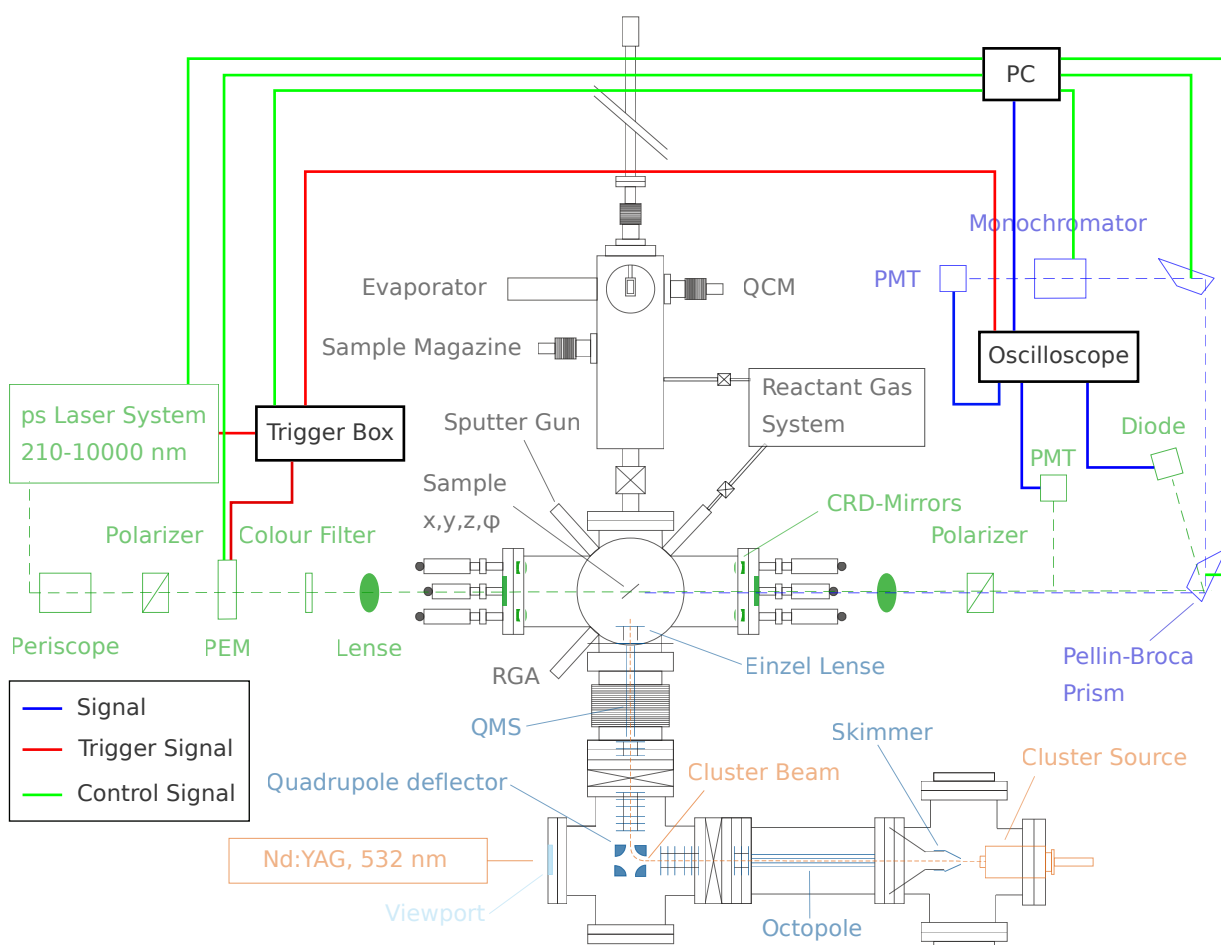 PC
Monochromator
Evaporator
QCM
PMT
Sample Magazine
Oscilloscope
Reactant Gas
System
ps Laser System
210-10000 nm
Trigger Box
Sputter Gun
Diode
PMT
Sample
x,y,z,φ
CRD-Mirrors
Polarizer
Colour Filter
Polarizer
Periscope
PEM
Lense
Einzel Lense
RGA
Pellin-Broca
Prism
Signal
Trigger Signal
Control Signal
QMS
Skimmer
Cluster Source
Quadrupole deflector
Cluster Beam
Nd:YAG, 532 nm
Viewport
Octopole